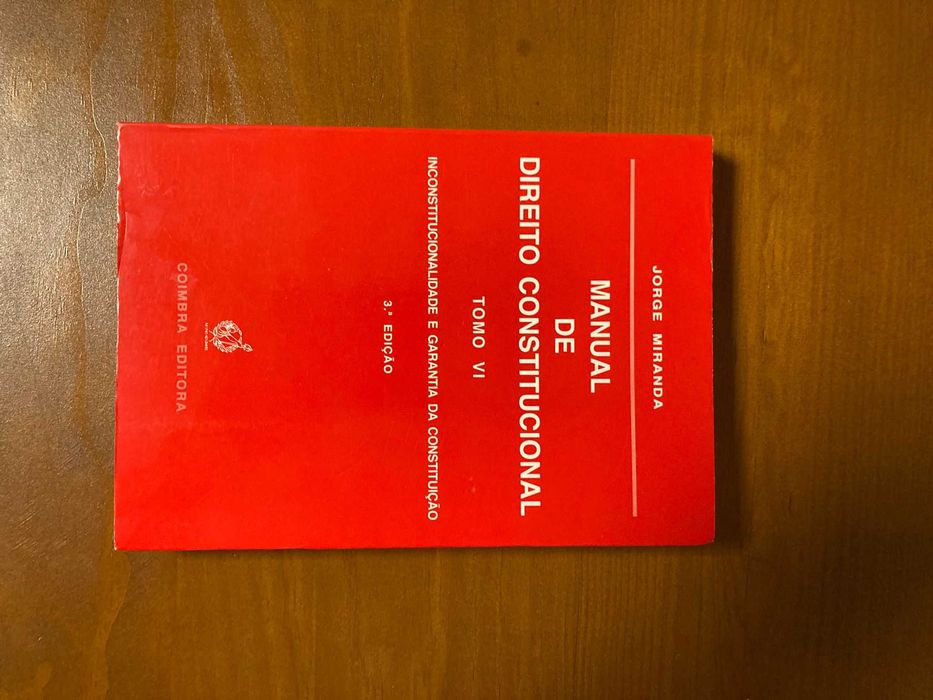 JORGE MIRANDA
MANUAL
DE
DIREITO CONSTITUCIONAL
TOMO VI
INCONSTITUCIONALIDADE E GARANTIA DA CONSTITUIÇÃO
3.ª EDIÇÃO
COIMBRA EDITORA